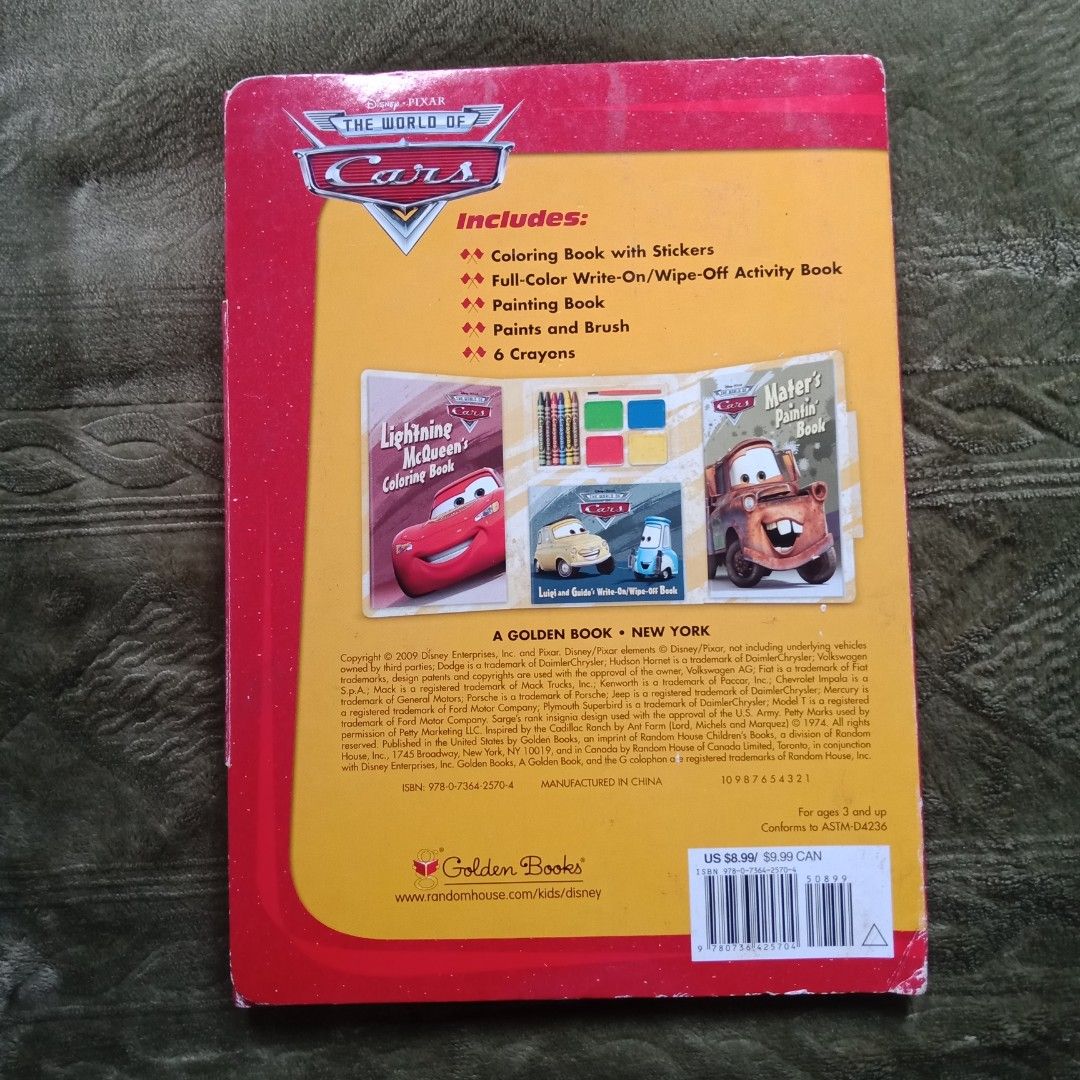 DISNEY · PIXAR
THE WORLD OF
Cars
Includes:
Coloring Book with Stickers
Full-Color Write-On/Wipe-Off Activity Book
Painting Book
Paints and Brush
6 Crayons
THE WORLD OF
Cars
Lightning
McQueen's
Coloring Book
THE WORLD OF
Cars
Luigi and Guido's Write-On/Wipe-Off Book
THE WORLD OF
Cars
Mater's
Paintin'
Book
A GOLDEN BOOK • NEW YORK
Copyright © 2009 Disney Enterprises, Inc. and Pixar. Disney/Pixar elements © Disney/Pixar, not including underlying vehicles
owned by third parties; Dodge is a trademark of DaimlerChrysler; Hudson Hornet is a trademark of DaimlerChrysler; Volkswagen
trademarks, design patents and copyrights are used with the approval of the owner, Volkswagen AG; Fiat is a trademark of Fiat
S.p.A.; Mack is a registered trademark of Mack Trucks, Inc.; Kenworth is a trademark of Paccar, Inc.; Chevrolet Impala is a
trademark of General Motors; Porsche is a trademark of Porsche; Jeep is a registered trademark of DaimlerChrysler; Mercury is
a registered trademark of Ford Motor Company; Plymouth Superbird is a trademark of DaimlerChrysler; Model T is a registered
trademark of Ford Motor Company. Sarge's rank insignia design used with the approval of the U.S. Army. Petty Marks used by
permission of Petty Marketing LLC. Inspired by the Cadillac Ranch by Ant Farm (Lord, Michels and Marquez) © 1974. All rights
reserved. Published in the United States by Golden Books, an imprint of Random House Children's Books, a division of Random
House, Inc., 1745 Broadway, New York, NY 10019, and in Canada by Random House of Canada Limited, Toronto, in conjunction
with Disney Enterprises, Inc. Golden Books, A Golden Book, and the G colophon are registered trademarks of Random House, Inc.
ISBN: 978-0-7364-2570-4 MANUFACTURED IN CHINA 10 9 8 7 6 5 4 3 2 1
For ages 3 and up
Conforms to ASTM-D4236
Golden Books®
www.randomhouse.com/kids/disney
US $8.99/ $9.99 CAN
ISBN 978-0-7364-2570-4
50899
9 780736 425704